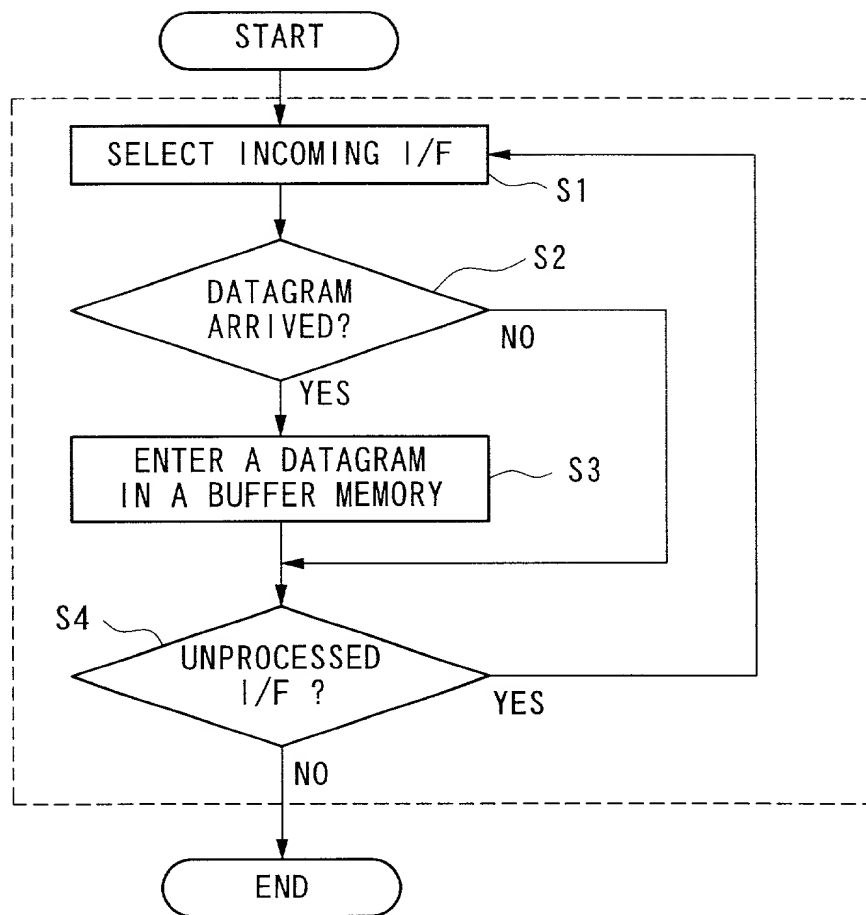 START
SELECT INCOMING I/F
S1
S2
DATAGRAM
ARRIVED?
NO
YES
ENTER A DATAGRAM
IN A BUFFER MEMORY
S3
S4
UNPROCESSED
I/F ?
YES
NO
END